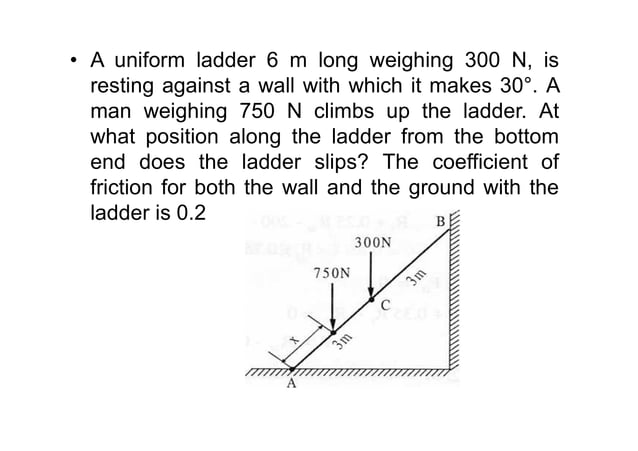 • A uniform ladder 6 m long weighing 300 N, is
resting against a wall with which it makes 30°. A
man weighing 750 N climbs up the ladder. At
what position along the ladder from the bottom
end does the ladder slips? The coefficient of
friction for both the wall and the ground with the
ladder is 0.2
B
300N
750N
3m
C
x
3m
A